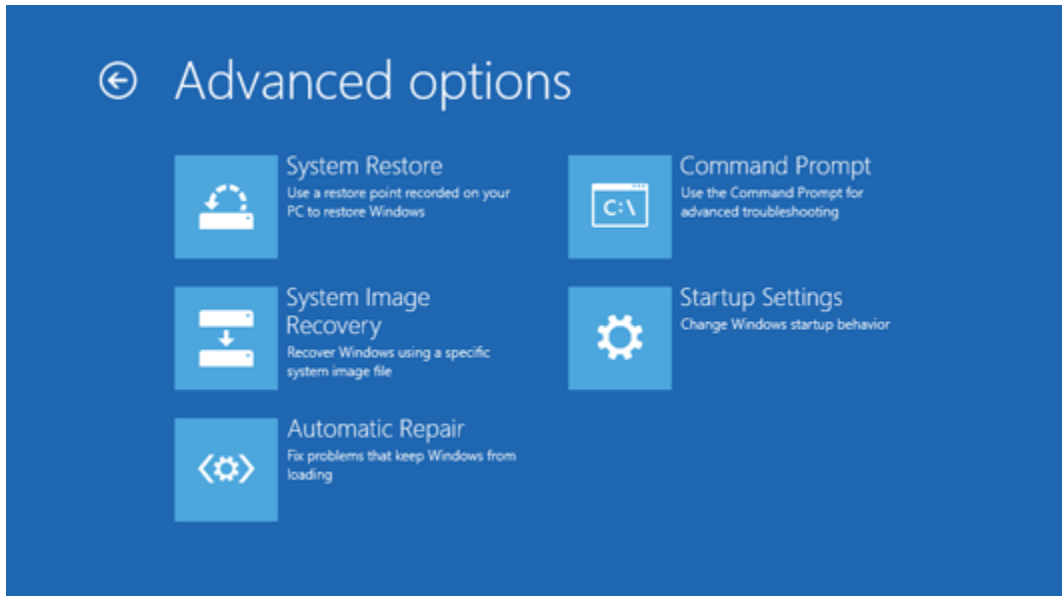 Advanced options
System Restore
Use a restore point recorded on your
PC to restore Windows
System Image
Recovery
Recover Windows using a specific
system image file
Automatic Repair
Fix problems that keep Windows from
loading
Command Prompt
Use the Command Prompt for
advanced troubleshooting
C:\
Startup Settings
Change Windows startup behavior